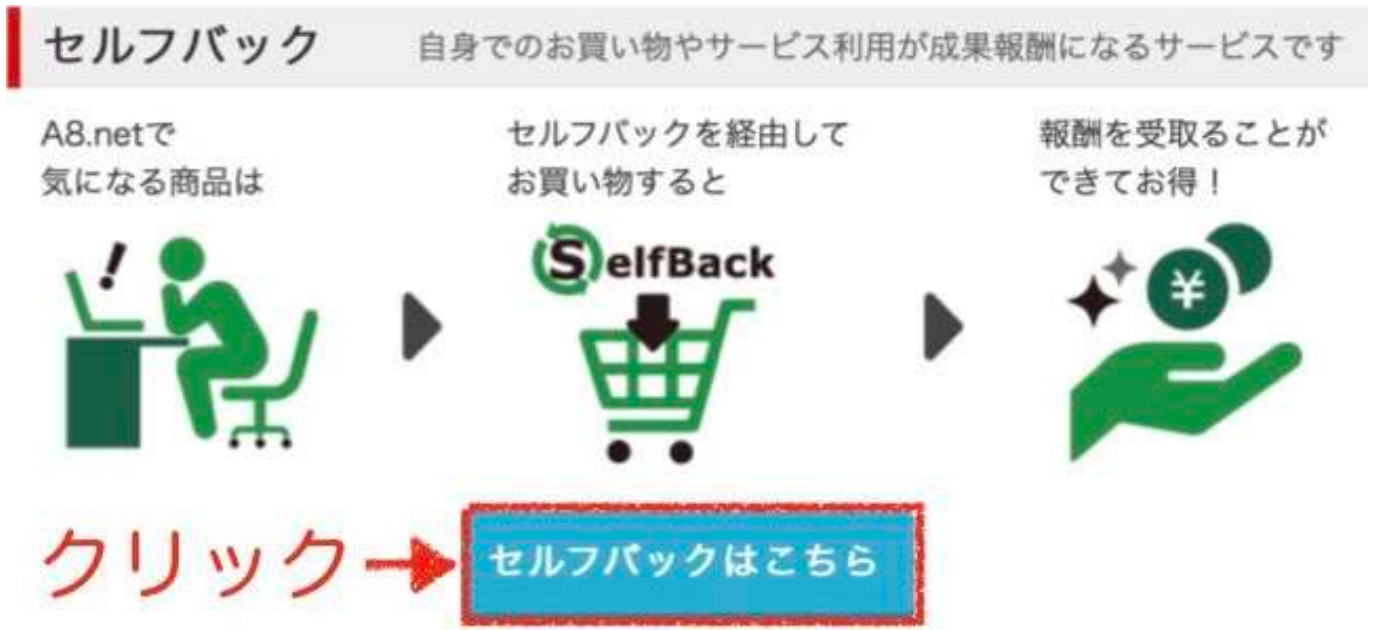 セルフバック 自身でのお買い物やサービス利用が成果報酬になるサービスです
A8.netで
気になる商品は
セルフバックを経由して
お買い物すると
報酬を受取ることが
できてお得！
!
SelfBack
¥
クリック→
セルフバックはこちら